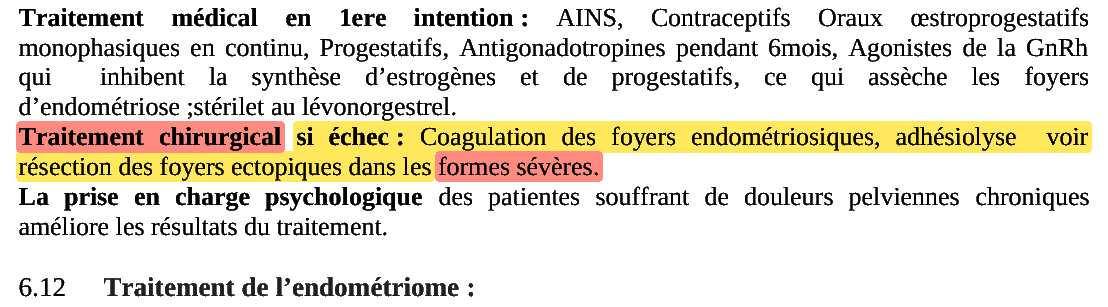 Traitement médical en 1ere intention : AINS, Contraceptifs Oraux œstroprogestatifs
monophasiques en continu, Progestatifs, Antigonadotropines pendant 6mois, Agonistes de la GnRh
qui inhibent la synthèse d’estrogènes et de progestatifs, ce qui assèche les foyers
d’endométriose ;stérilet au lévonorgestrel.
Traitement chirurgical si échec : Coagulation des foyers endométriosiques, adhésiolyse voir
résection des foyers ectopiques dans les formes sévères.
La prise en charge psychologique des patientes souffrant de douleurs pelviennes chroniques
améliore les résultats du traitement.
6.12 Traitement de l’endométriome :